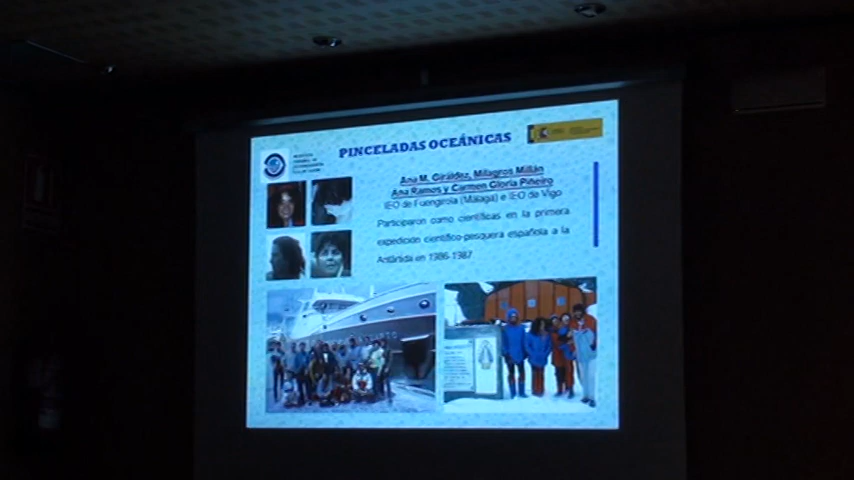 PINCELADAS OCEÁNICAS
Ana M. Giráldez, Milagros Millán
Ana Ramos y Carmen Gloria Piñeiro
IEO de Fuengirola (Málaga) e IEO de Vigo
Participaron como científicas en la primera
expedición científico-pesquera española a la
Antártida en 1986-1987